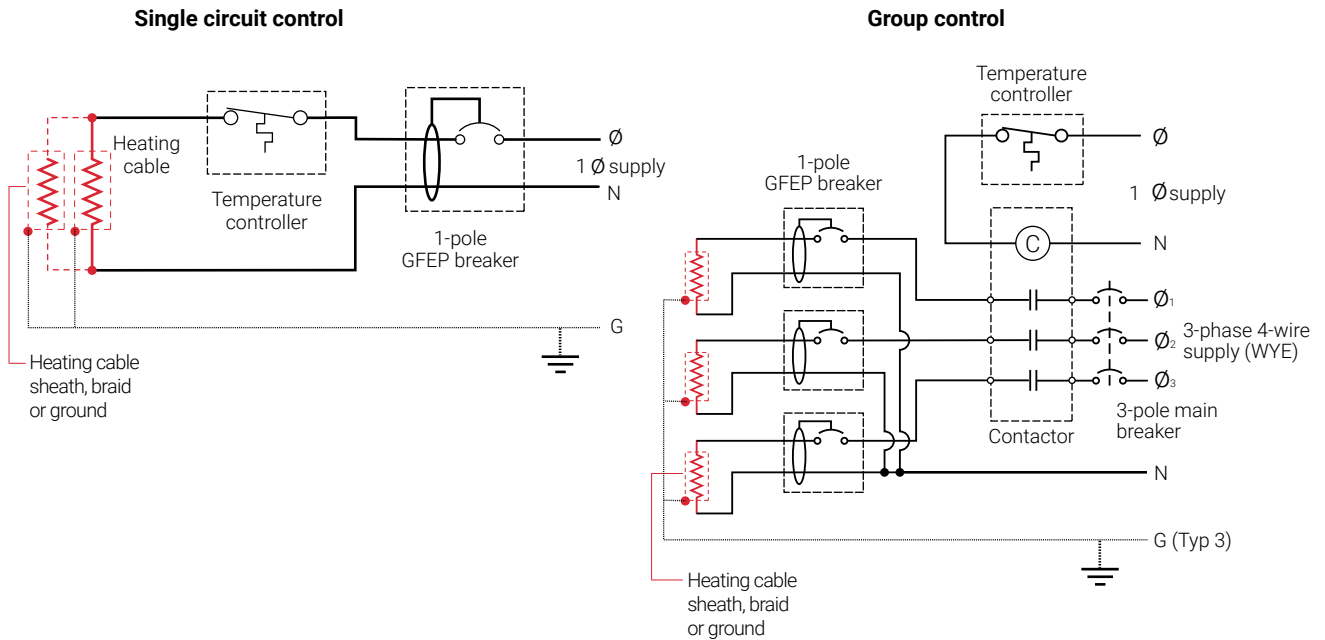 Single circuit control
Heating
cable
Temperature
controller
1-pole
GFEP breaker
Ø
1 Ø supply
N
G
Heating cable
sheath, braid
or ground
Group control
Temperature
controller
Ø
1 Ø supply
N
C
1-pole
GFEP breaker
Ø1
Ø2 3-phase 4-wire
supply (WYE)
Ø3
3-pole main
breaker
Contactor
N
G (Typ 3)
Heating cable
sheath, braid
or ground